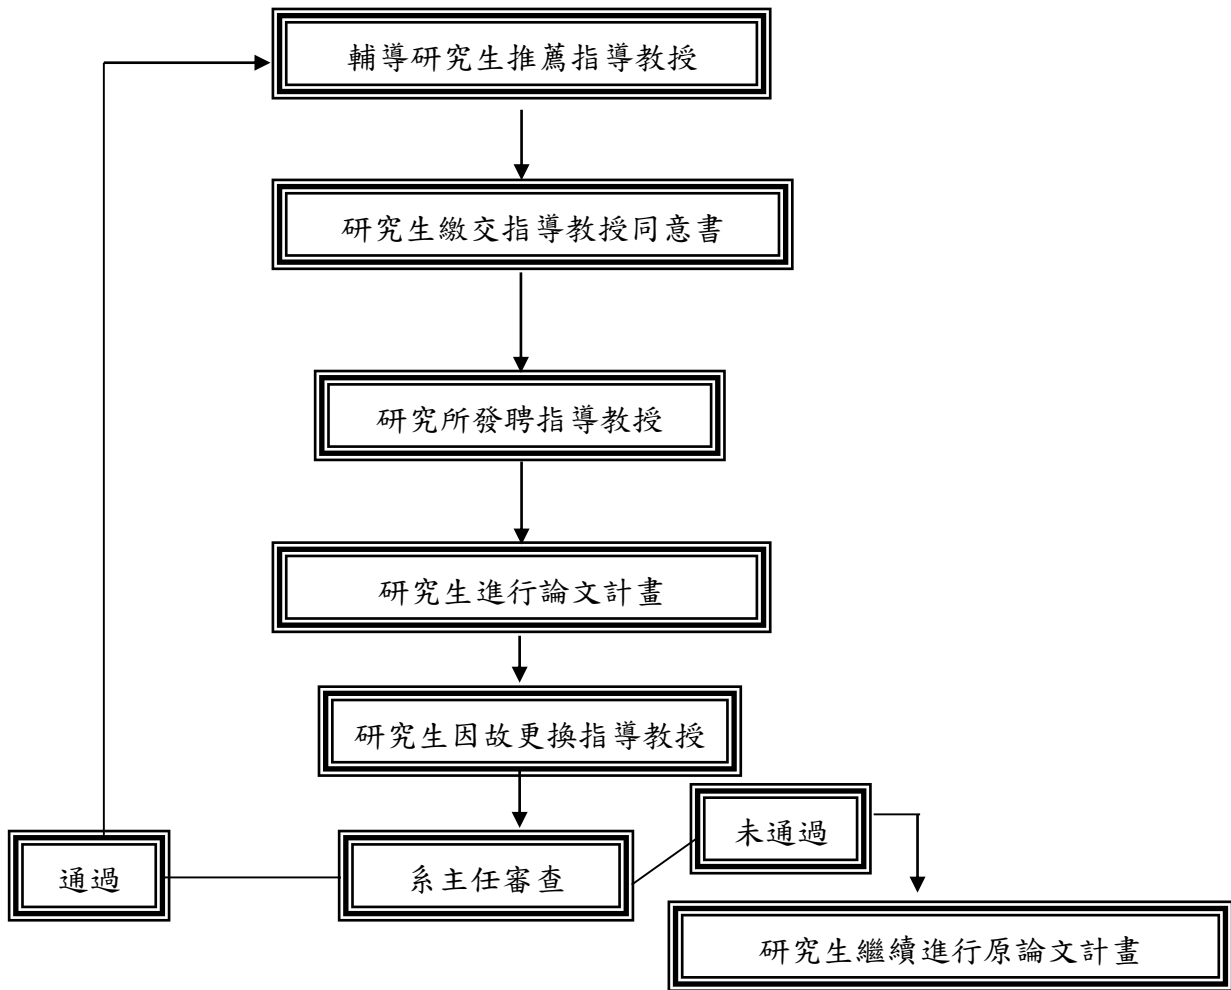 輔導研究生推薦指導教授
研究生繳交指導教授同意書
研究所發聘指導教授
研究生進行論文計畫
研究生因故更換指導教授
未通過
通過
系主任審查
研究生繼續進行原論文計畫